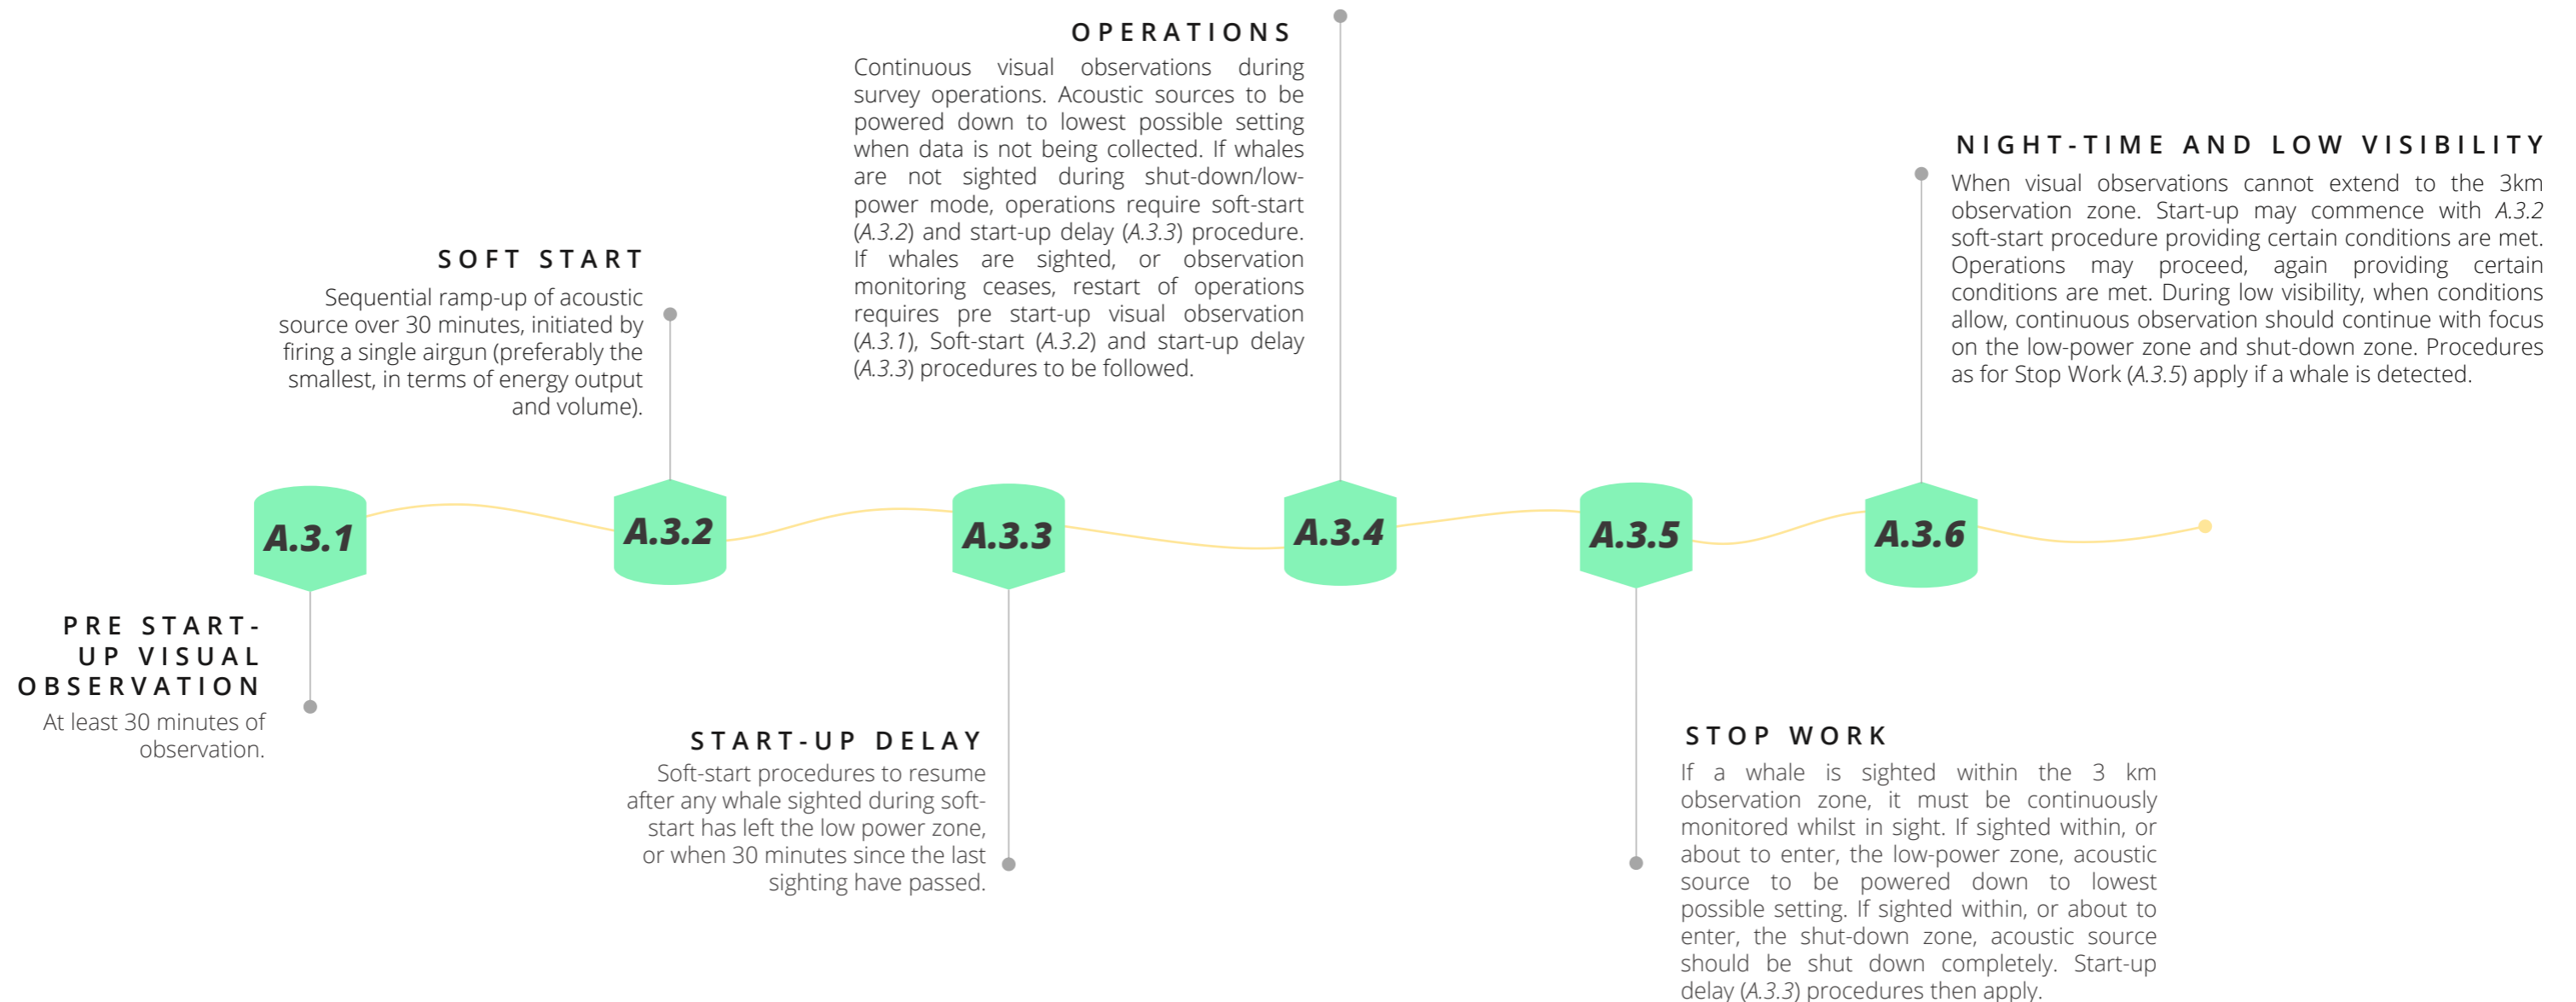 PRE START-
UP VISUAL
OBSERVATION
At least 30 minutes of
observation.
A.3.1
SOFT START
Sequential ramp-up of acoustic
source over 30 minutes, initiated by
firing a single airgun (preferably the
smallest, in terms of energy output
and volume).
A.3.2
START-UP DELAY
Soft-start procedures to resume
after any whale sighted during soft-
start has left the low power zone,
or when 30 minutes since the last
sighting have passed.
A.3.3
OPERATIONS
Continuous visual observations during
survey operations. Acoustic sources to be
powered down to lowest possible setting
when data is not being collected. If whales
are not sighted during shut-down/low-
power mode, operations require soft-start
(A.3.2) and start-up delay (A.3.3) procedure.
If whales are sighted, or observation
monitoring ceases, restart of operations
requires pre start-up visual observation
(A.3.1), Soft-start (A.3.2) and start-up delay
(A.3.3) procedures to be followed.
A.3.4
STOP WORK
If a whale is sighted within the 3 km
observation zone, it must be continuously
monitored whilst in sight. If sighted within, or
about to enter, the low-power zone, acoustic
source to be powered down to lowest
possible setting. If sighted within, or about to
enter, the shut-down zone, acoustic source
should be shut down completely. Start-up
delay (A.3.3) procedures then apply.
A.3.5
NIGHT-TIME AND LOW VISIBILITY
When visual observations cannot extend to the 3km
observation zone. Start-up may commence with A.3.2
soft-start procedure providing certain conditions are met.
Operations may proceed, again providing certain
conditions are met. During low visibility, when conditions
allow, continuous observation should continue with focus
on the low-power zone and shut-down zone. Procedures
as for Stop Work (A.3.5) apply if a whale is detected.
A.3.6